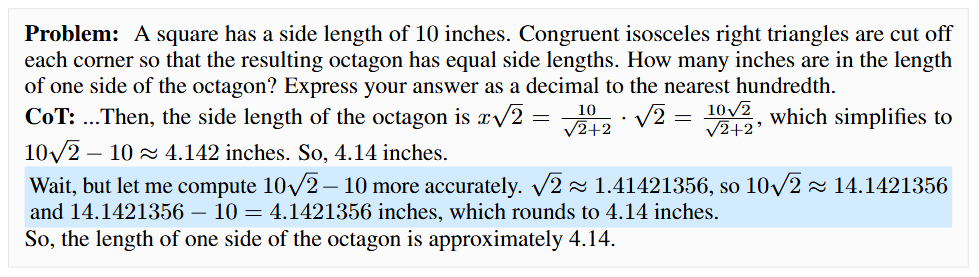 Problem: A square has a side length of 10 inches. Congruent isosceles right triangles are cut off
each corner so that the resulting octagon has equal side lengths. How many inches are in the length
of one side of the octagon? Express your answer as a decimal to the nearest hundredth.
CoT: ...Then, the side length of the octagon is $x\sqrt{2} = \frac{10}{\sqrt{2}+2} \cdot \sqrt{2} = \frac{10\sqrt{2}}{\sqrt{2}+2}$, which simplifies to
$10\sqrt{2} - 10 \approx 4.142$ inches. So, 4.14 inches.
Wait, but let me compute $10\sqrt{2} - 10$ more accurately. $\sqrt{2} \approx 1.41421356$, so $10\sqrt{2} \approx 14.1421356$
and $14.1421356 - 10 = 4.1421356$ inches, which rounds to 4.14 inches.
So, the length of one side of the octagon is approximately 4.14.